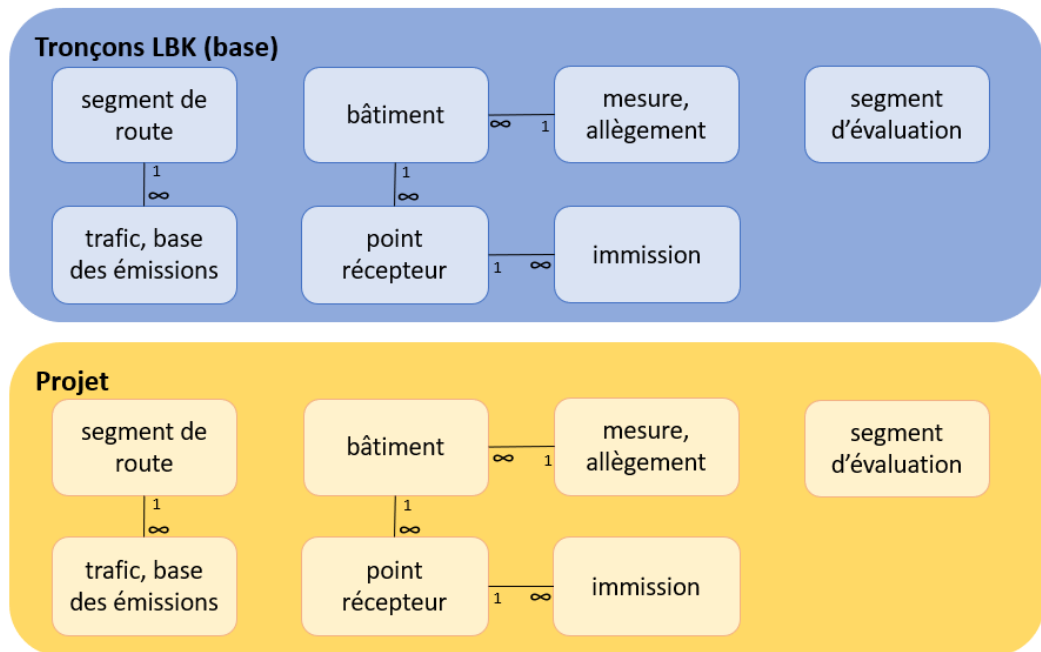 Tronçons LBK (base)
segment de
route
bâtiment
mesure,
allègement
segment
d'évaluation
∞ 1
1
∞
1
∞
trafic, base
des émissions
point
récepteur
immission
1 ∞
Projet
segment de
route
bâtiment
mesure,
allègement
segment
d'évaluation
∞ 1
1
∞
1
∞
trafic, base
des émissions
point
récepteur
immission
1 ∞